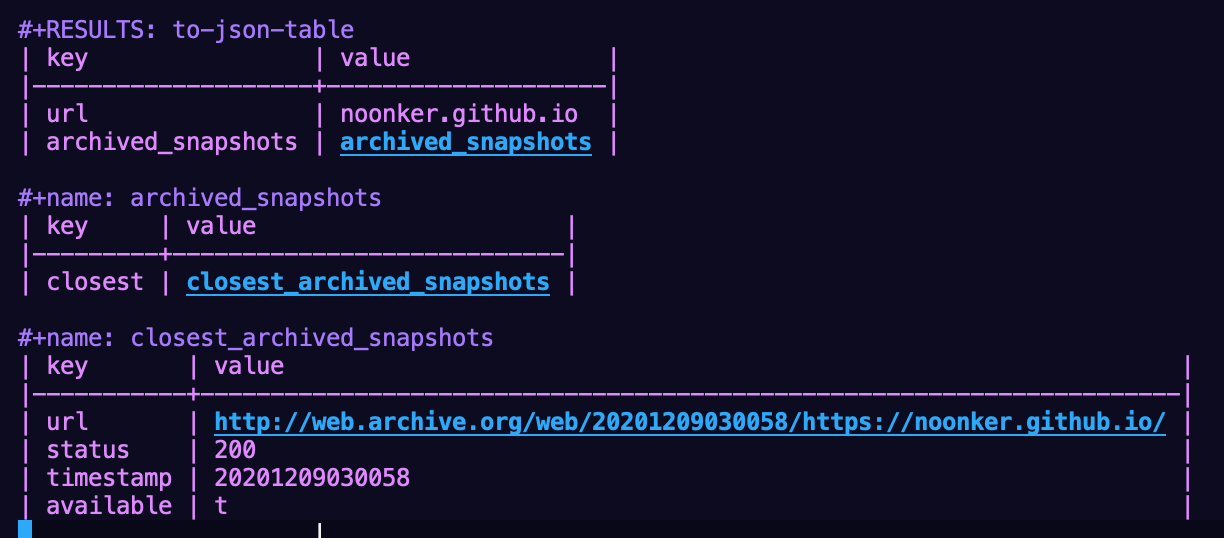 #+RESULTS: to-json-table
| key                | value              |
|--------------------+--------------------|
| url                | noonker.github.io  |
| archived_snapshots | archived_snapshots |
#+name: archived_snapshots
| key     | value                      |
|---------+----------------------------|
| closest | closest_archived_snapshots |
#+name: closest_archived_snapshots
| key       | value                                                                |
|-----------+----------------------------------------------------------------------|
| url       | http://web.archive.org/web/20201209030058/https://noonker.github.io/ |
| status    | 200                                                                  |
| timestamp | 20201209030058                                                       |
| available | t                                                                    |